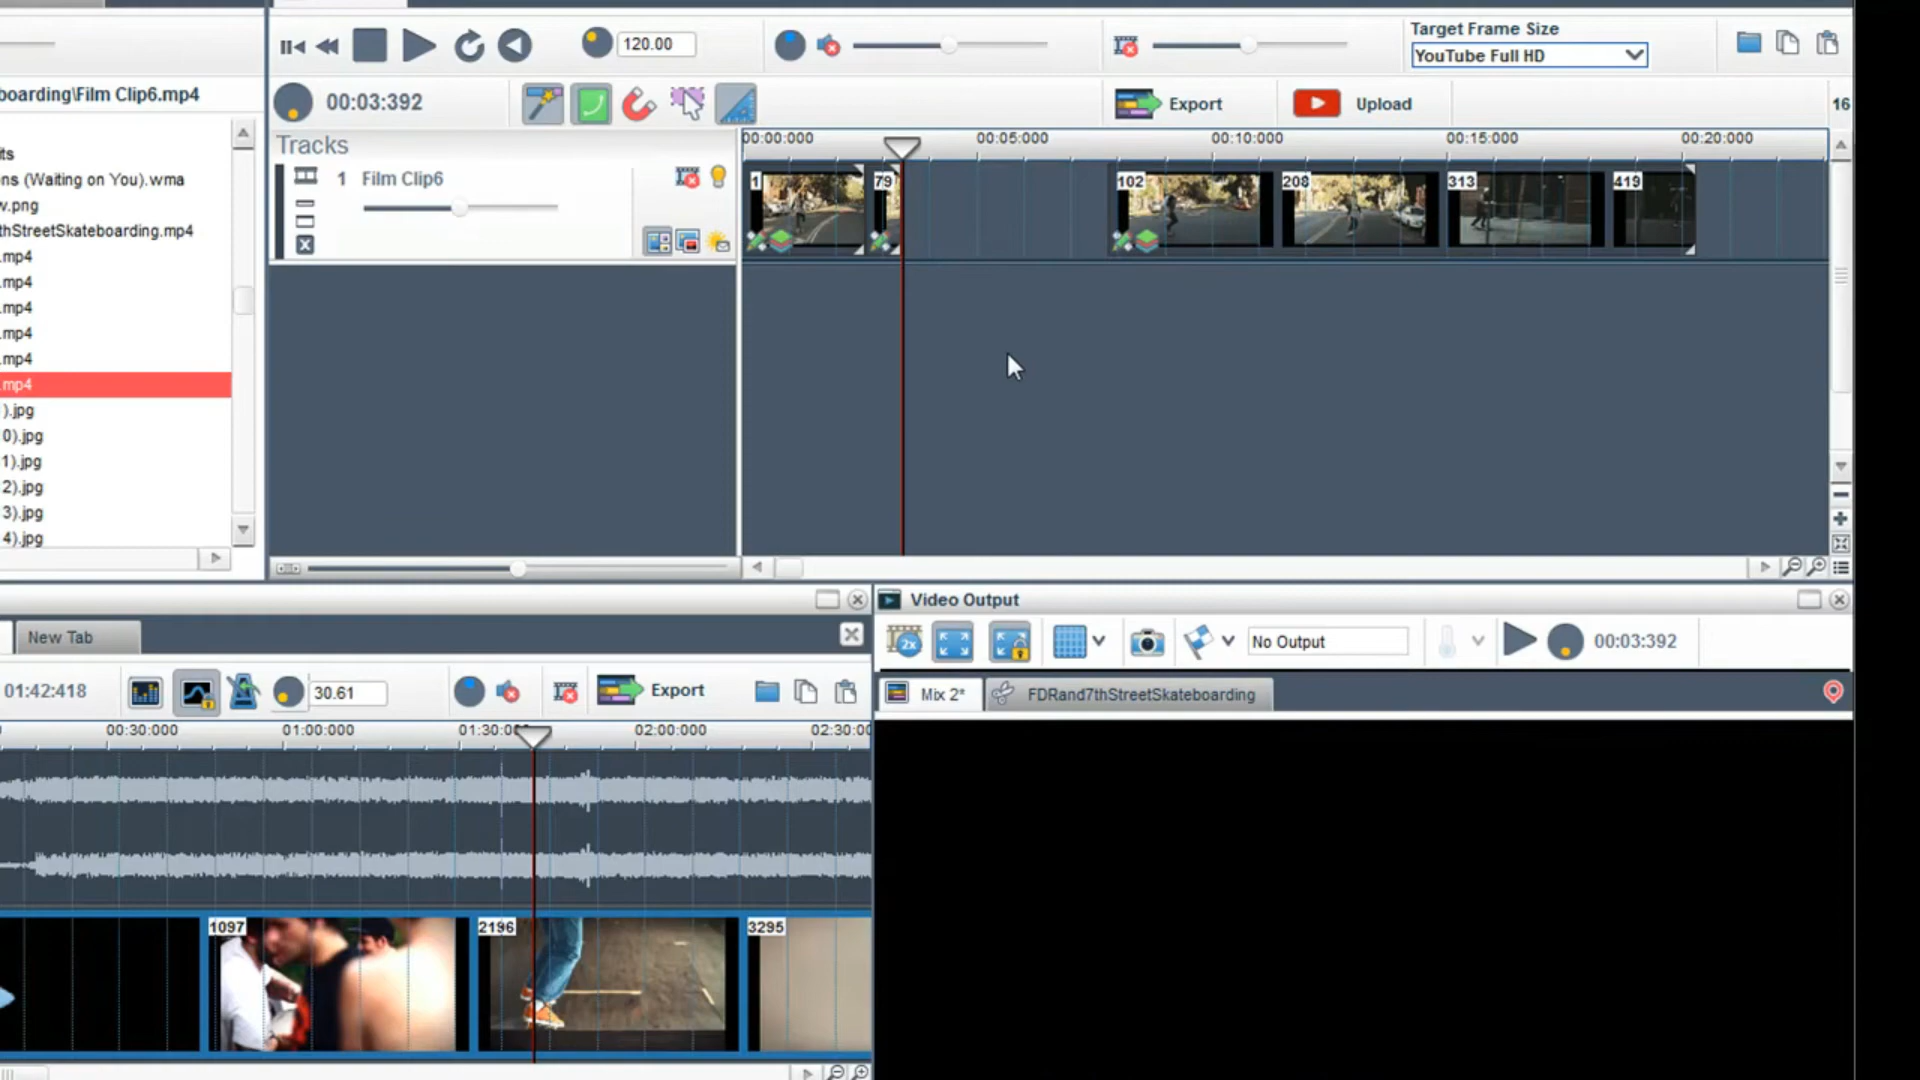 Target Frame Size
120.00
YouTube Full HD
boarding\Film Clip6.mp4
00:03:392
Export
Upload
16
Tracks
00:00:000
00:05:000
00:10:000
00:15:000
00:20:000
1 Film Clip6
1
79
102
208
313
419
its
ons (Waiting on You).wma
w.png
thStreetSkateboarding.mp4
.mp4
.mp4
.mp4
.mp4
.mp4
.mp4
).jpg
0).jpg
1).jpg
2).jpg
3).jpg
4).jpg
Video Output
New Tab
2x
No Output
00:03:392
01:42:418
30.61
Export
Mix 2*
FDRand7thStreetSkateboarding
00:30:000
01:00:000
01:30:00
02:00:000
02:30:00
1097
2196
3295